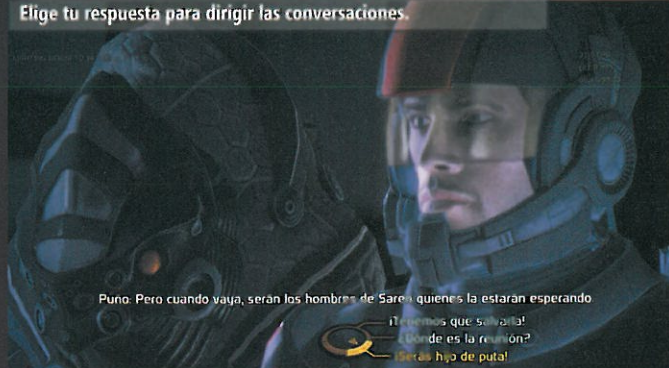 Elige tu respuesta para dirigir las conversaciones.
Puño: Pero cuando vaya, serán los hombres de Saren quienes la estarán esperando
¡Tenemos que salvarla!
¿Dónde es la reunión?
¡Serás hijo de puta!